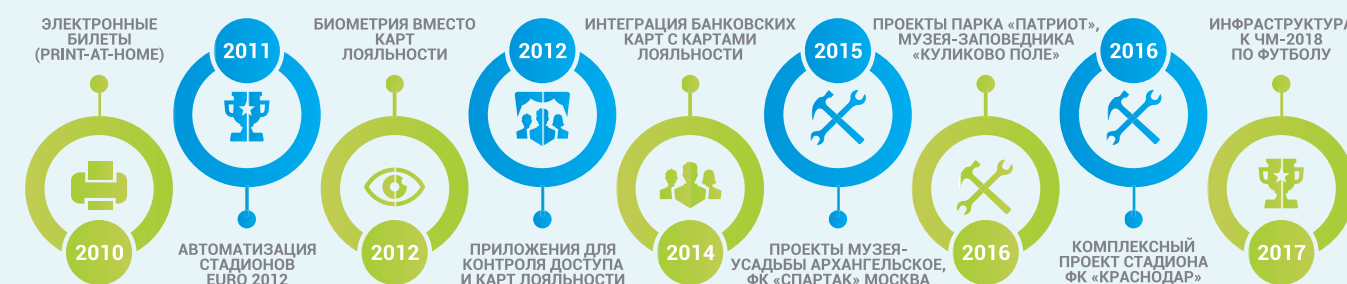 ЭЛЕКТРОННЫЕ
БИЛЕТЫ
(PRINT-AT-HOME)
2010
2011
АВТОМАТИЗАЦИЯ
СТАДИОНОВ
EURO 2012
БИОМЕТРИЯ ВМЕСТО
КАРТ
ЛОЯЛЬНОСТИ
2012
2012
ПРИЛОЖЕНИЯ ДЛЯ
КОНТРОЛЯ ДОСТУПА
И КАРТ ЛОЯЛЬНОСТИ
ИНТЕГРАЦИЯ БАНКОВСКИХ
КАРТ С КАРТАМИ
ЛОЯЛЬНОСТИ
2014
2015
ПРОЕКТЫ МУЗЕЯ-
УСАДЬБЫ АРХАНГЕЛЬСКОЕ,
ФК «СПАРТАК» МОСКВА
ПРОЕКТЫ ПАРКА «ПАТРИОТ»,
МУЗЕЯ-ЗАПОВЕДНИКА
«КУЛИКОВО ПОЛЕ»
2016
2016
КОМПЛЕКСНЫЙ
ПРОЕКТ СТАДИОНА
ФК «КРАСНОДАР»
ИНФРАСТРУКТУРА
К ЧМ-2018
ПО ФУТБОЛУ
2017